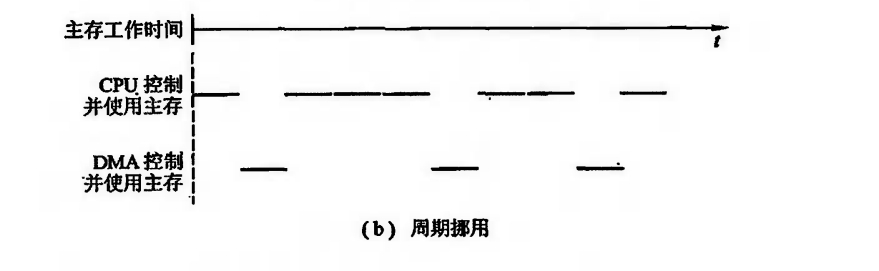 主存工作时间
t
CPU 控制
并使用主存
DMA 控制
并使用主存
(b) 周期挪用